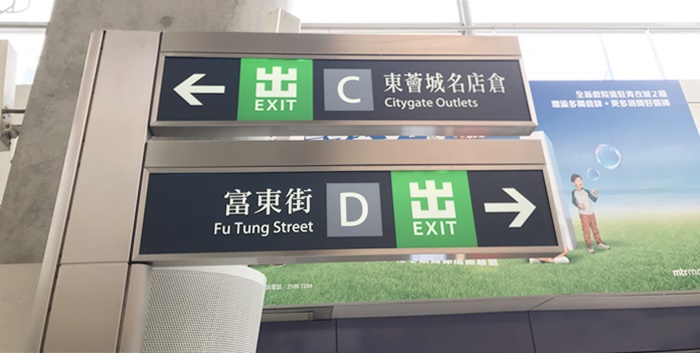 出
EXIT
C
東薈城名店倉
Citygate Outlets
富東街
Fu Tung Street
D
出
EXIT